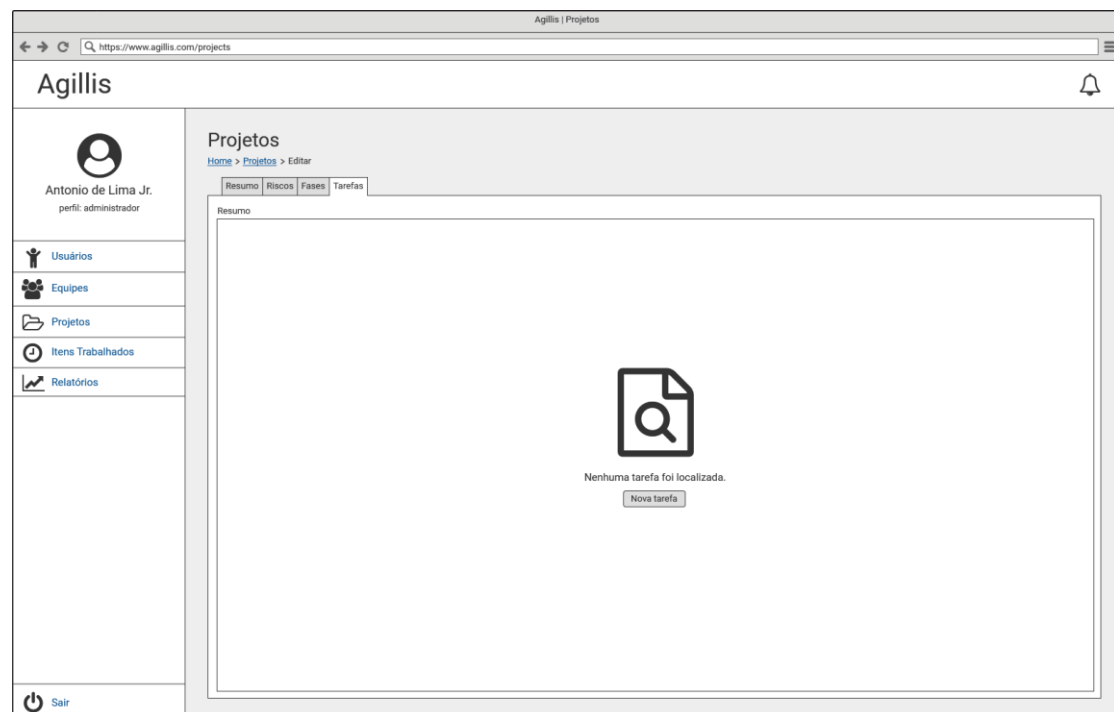 Agillis | Projetos
https://www.agillis.com/projects
Agillis
Antonio de Lima Jr.
perfil: administrador
Usuários
Equipes
Projetos
Itens Trabalhados
Relatórios
Sair
Projetos
Home > Projetos > Editar
Resumo Riscos Fases Tarefas
Resumo
Nenhuma tarefa foi localizada.
Nova tarefa